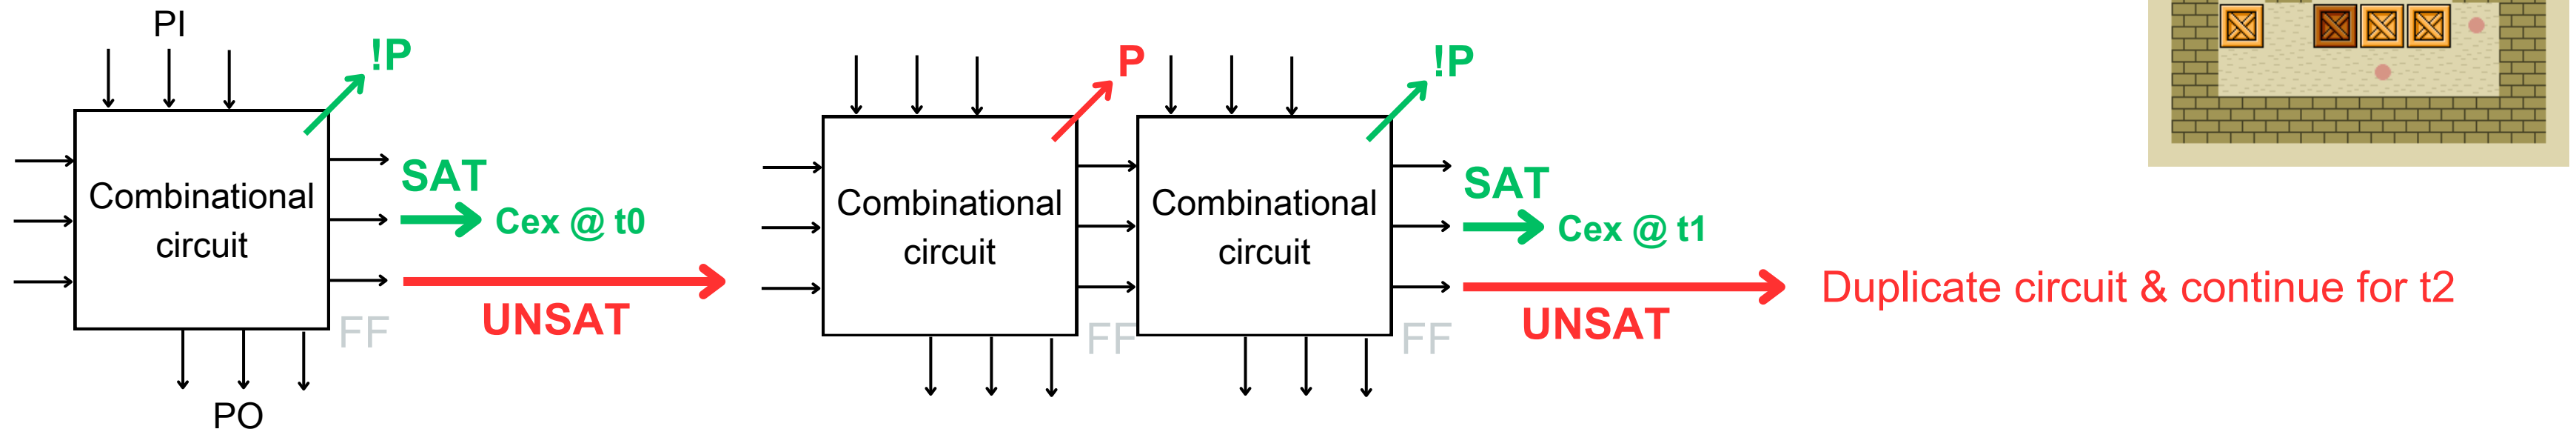 PI
!P
Combinational
circuit
SAT
Cex @ t0
UNSAT
FF
PO
P
!P
Combinational
circuit
FF
Combinational
circuit
SAT
Cex @ t1
UNSAT
FF
Duplicate circuit & continue for t2